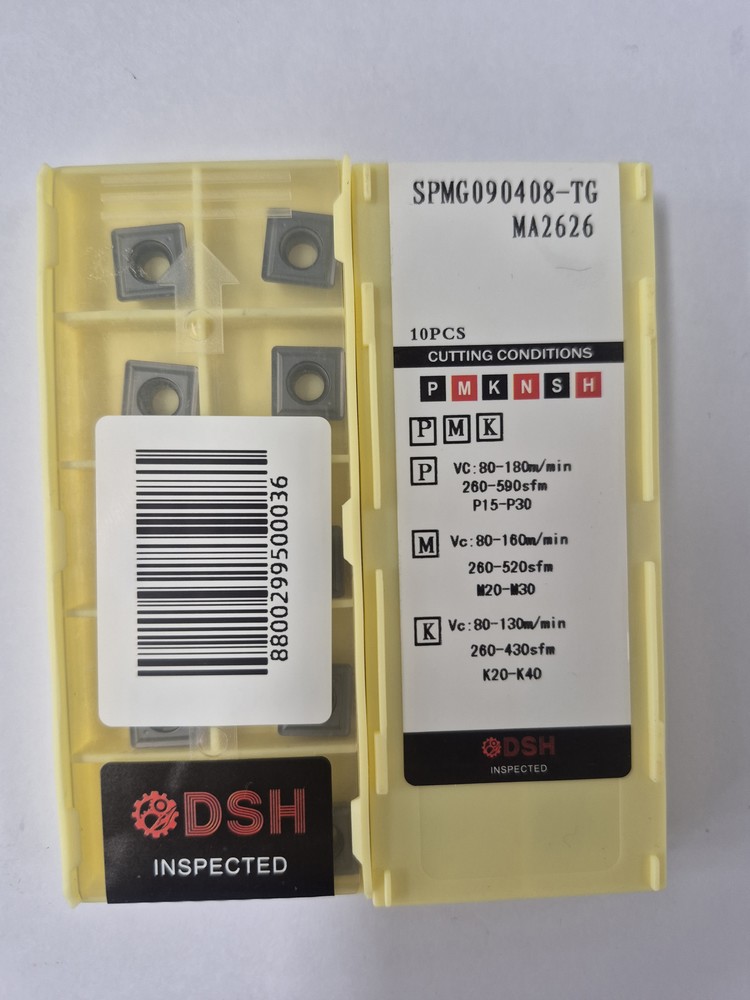 8800299500036
DSH
INSPECTED
SPMG090408-TG
MA2626
10PCS
CUTTING CONDITIONS
P M K N S H
P M K
P VC:80-180m/min
260-590sfm
P15-P30
M Vc:80-160m/min
260-520sfm
M20-M30
K Vc:80-130m/min
260-430sfm
K20-K40
DSH
INSPECTED